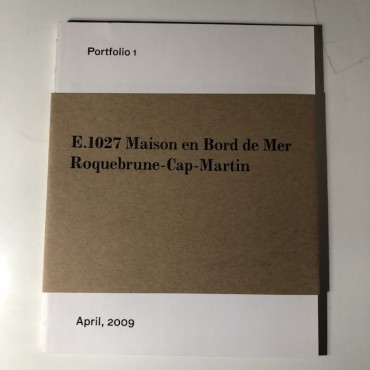 Portfolio 1
E.1027 Maison en Bord de Mer
Roquebrune-Cap-Martin
April, 2009